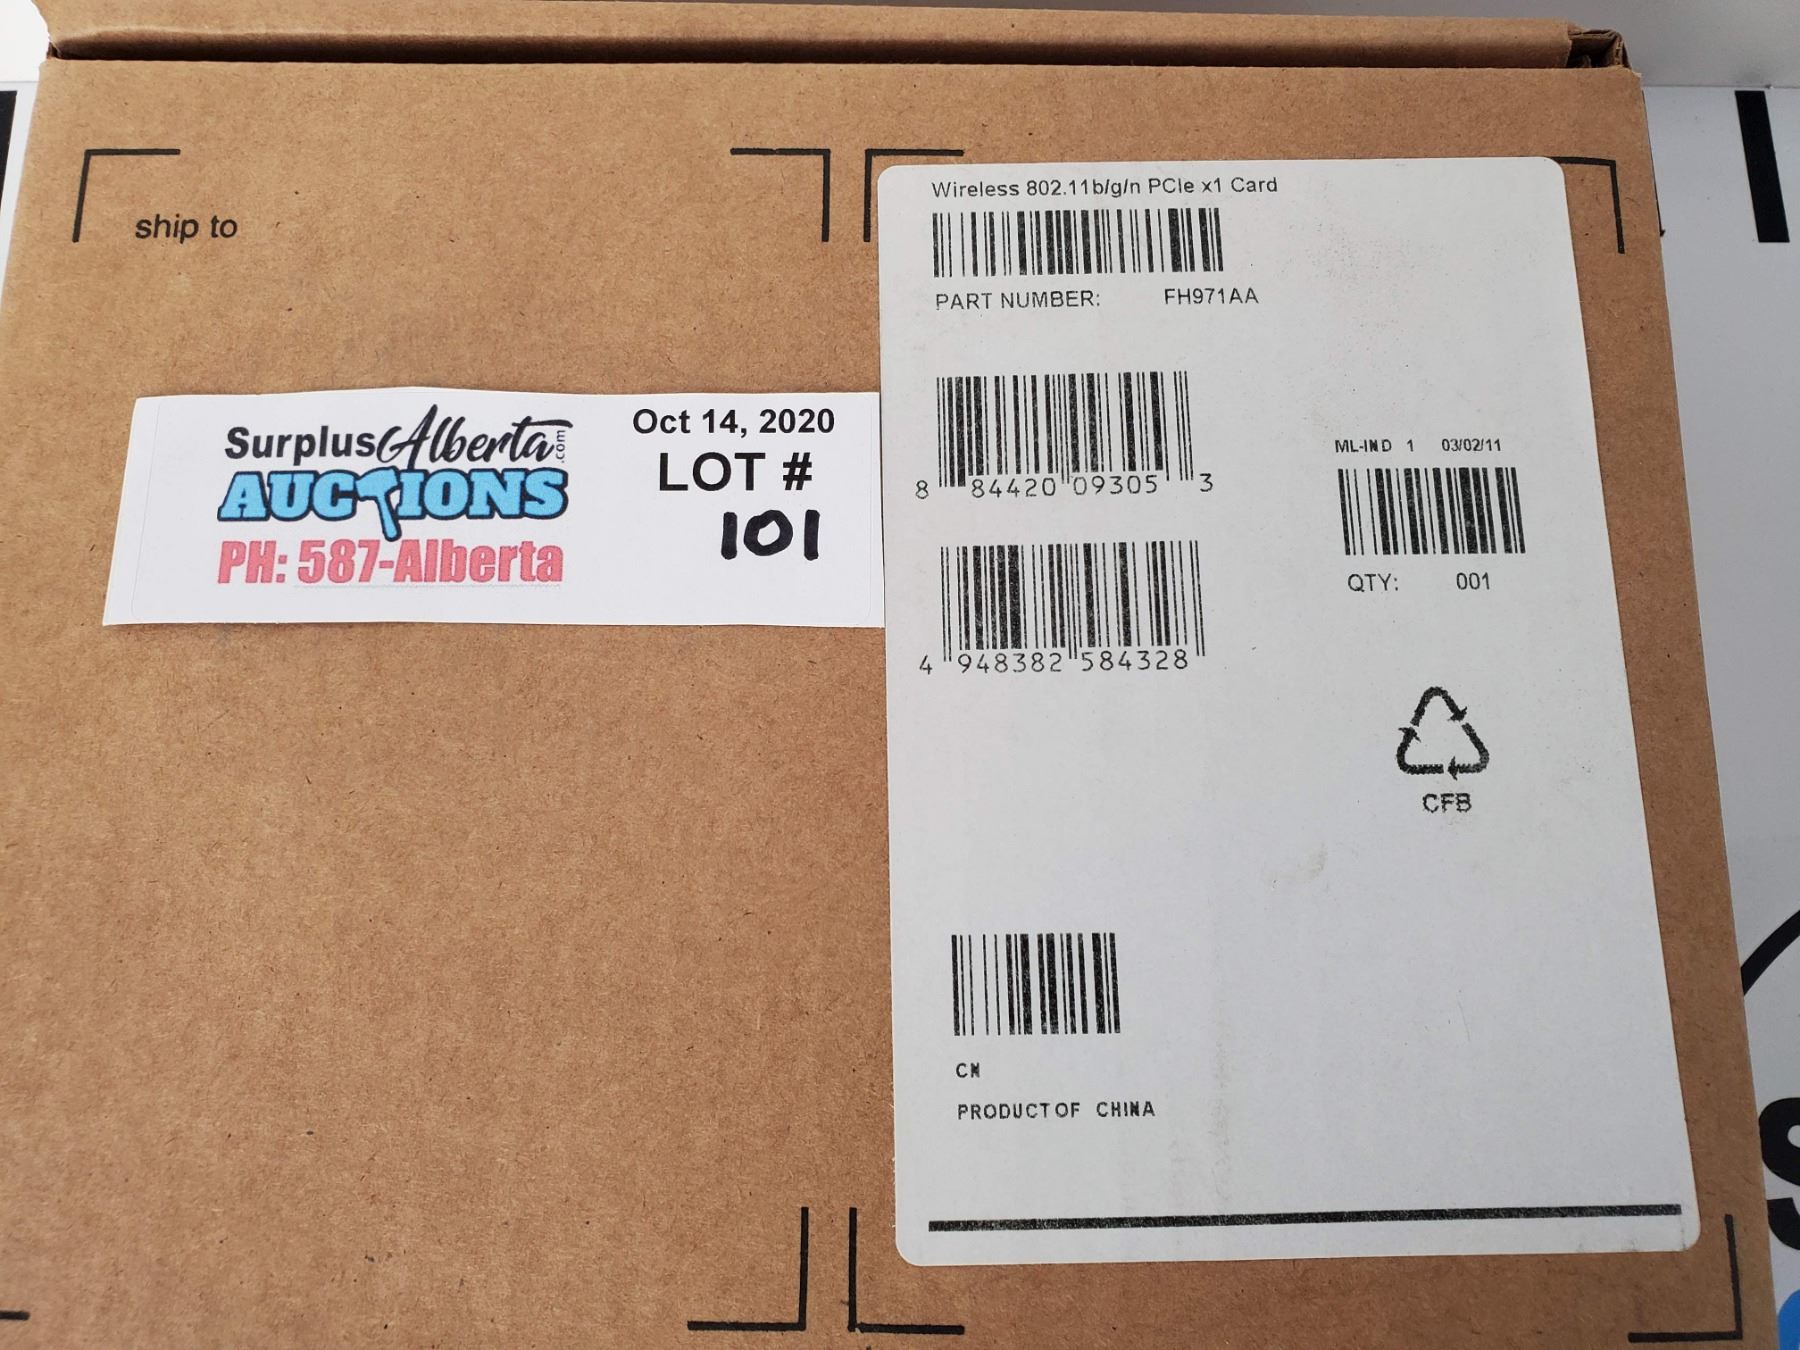 ship to
SurplusAlberta.com
AUCTIONS
PH: 587-Alberta
Oct 14, 2020
LOT #
101
Wireless 802.11b/g/n PCIe x1 Card
PART NUMBER: FH971AA
8 84420 09305 3
ML-IND 1 03/02/11
QTY: 001
4 948382 584328
CFB
CN
PRODUCT OF CHINA